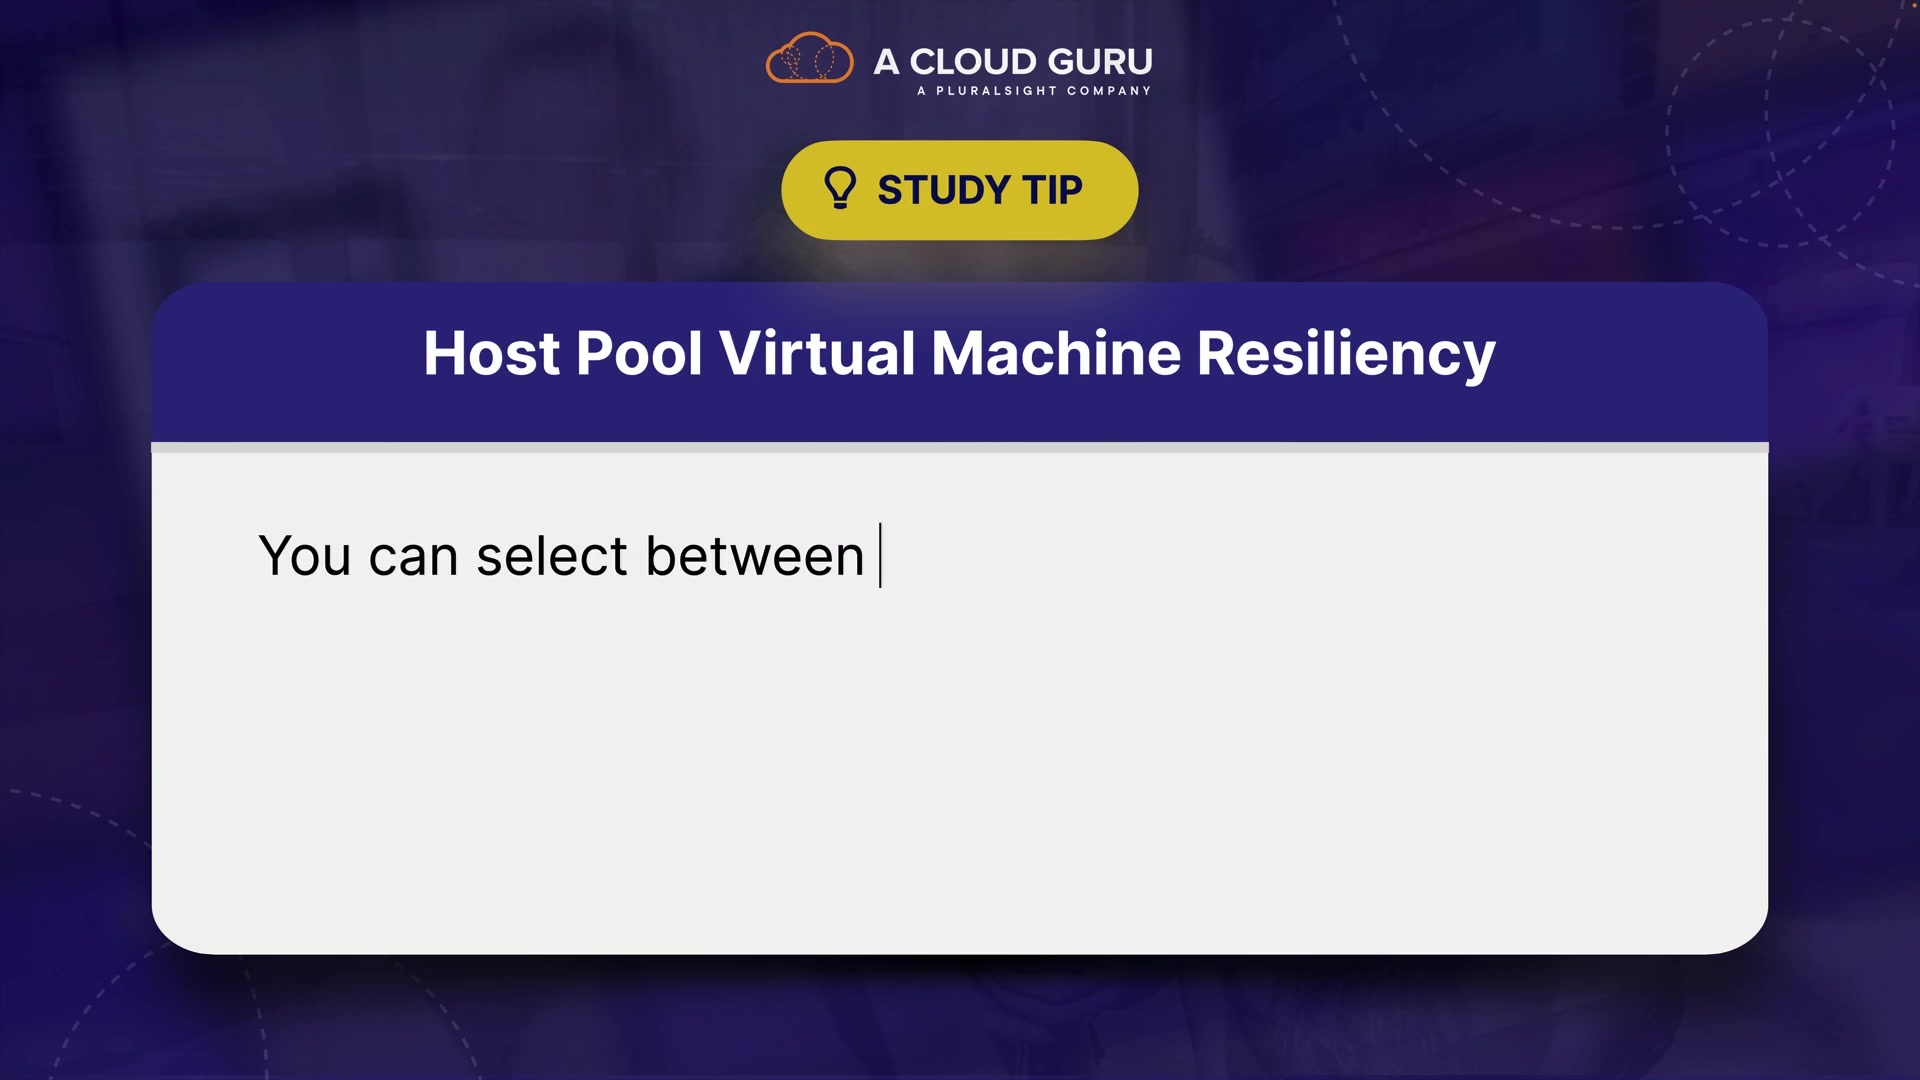 A CLOUD GURU
A PLURALSIGHT COMPANY
STUDY TIP
Host Pool Virtual Machine Resiliency
You can select between